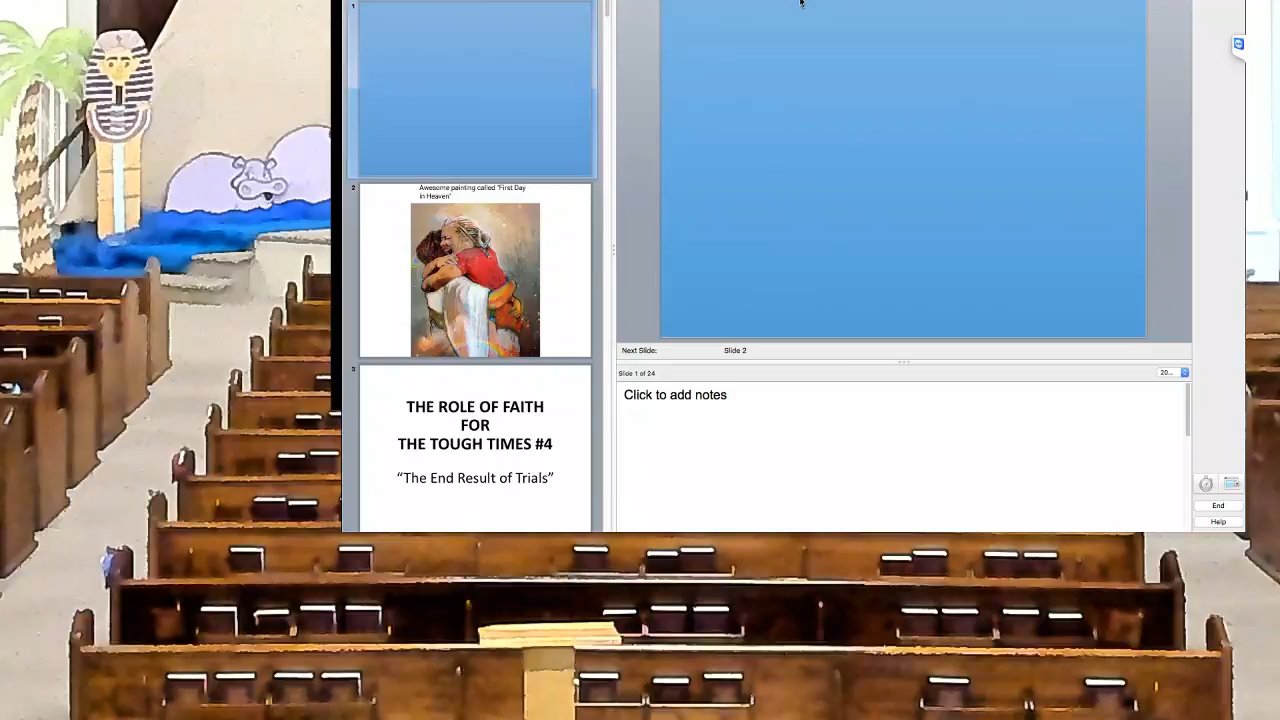 1
2
Awesome painting called "First Day
in Heaven"
3
THE ROLE OF FAITH
FOR
THE TOUGH TIMES #4
“The End Result of Trials”
Next Slide:
Slide 2
Slide 1 of 24
20...
Click to add notes
End
Help